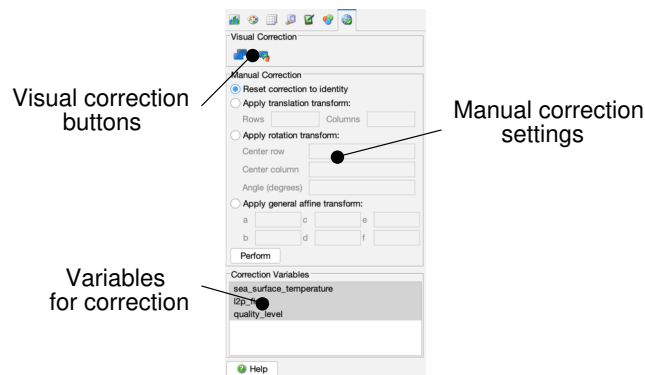 Visual Correction
Visual correction
buttons
Manual Correction
Reset correction to identity
Apply translation transform:
Rows
Columns
Apply rotation transform:
Center row
Center column
Angle (degrees)
Manual correction
settings
Apply general affine transform:
a
c
e
b
d
f
Perform
Variables
for correction
Correction Variables
sea_surface_temperature
quality_level
Help